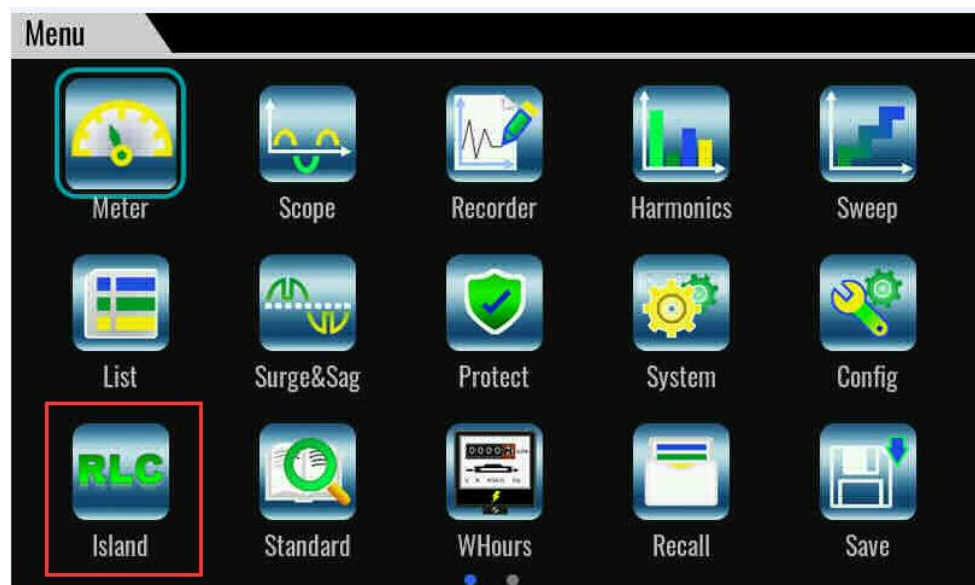 Menu
Meter
Scope
Recorder
Harmonics
Sweep
List
Surge&Sag
Protect
System
Config
RLC
Island
Standard
WHours
Recall
Save